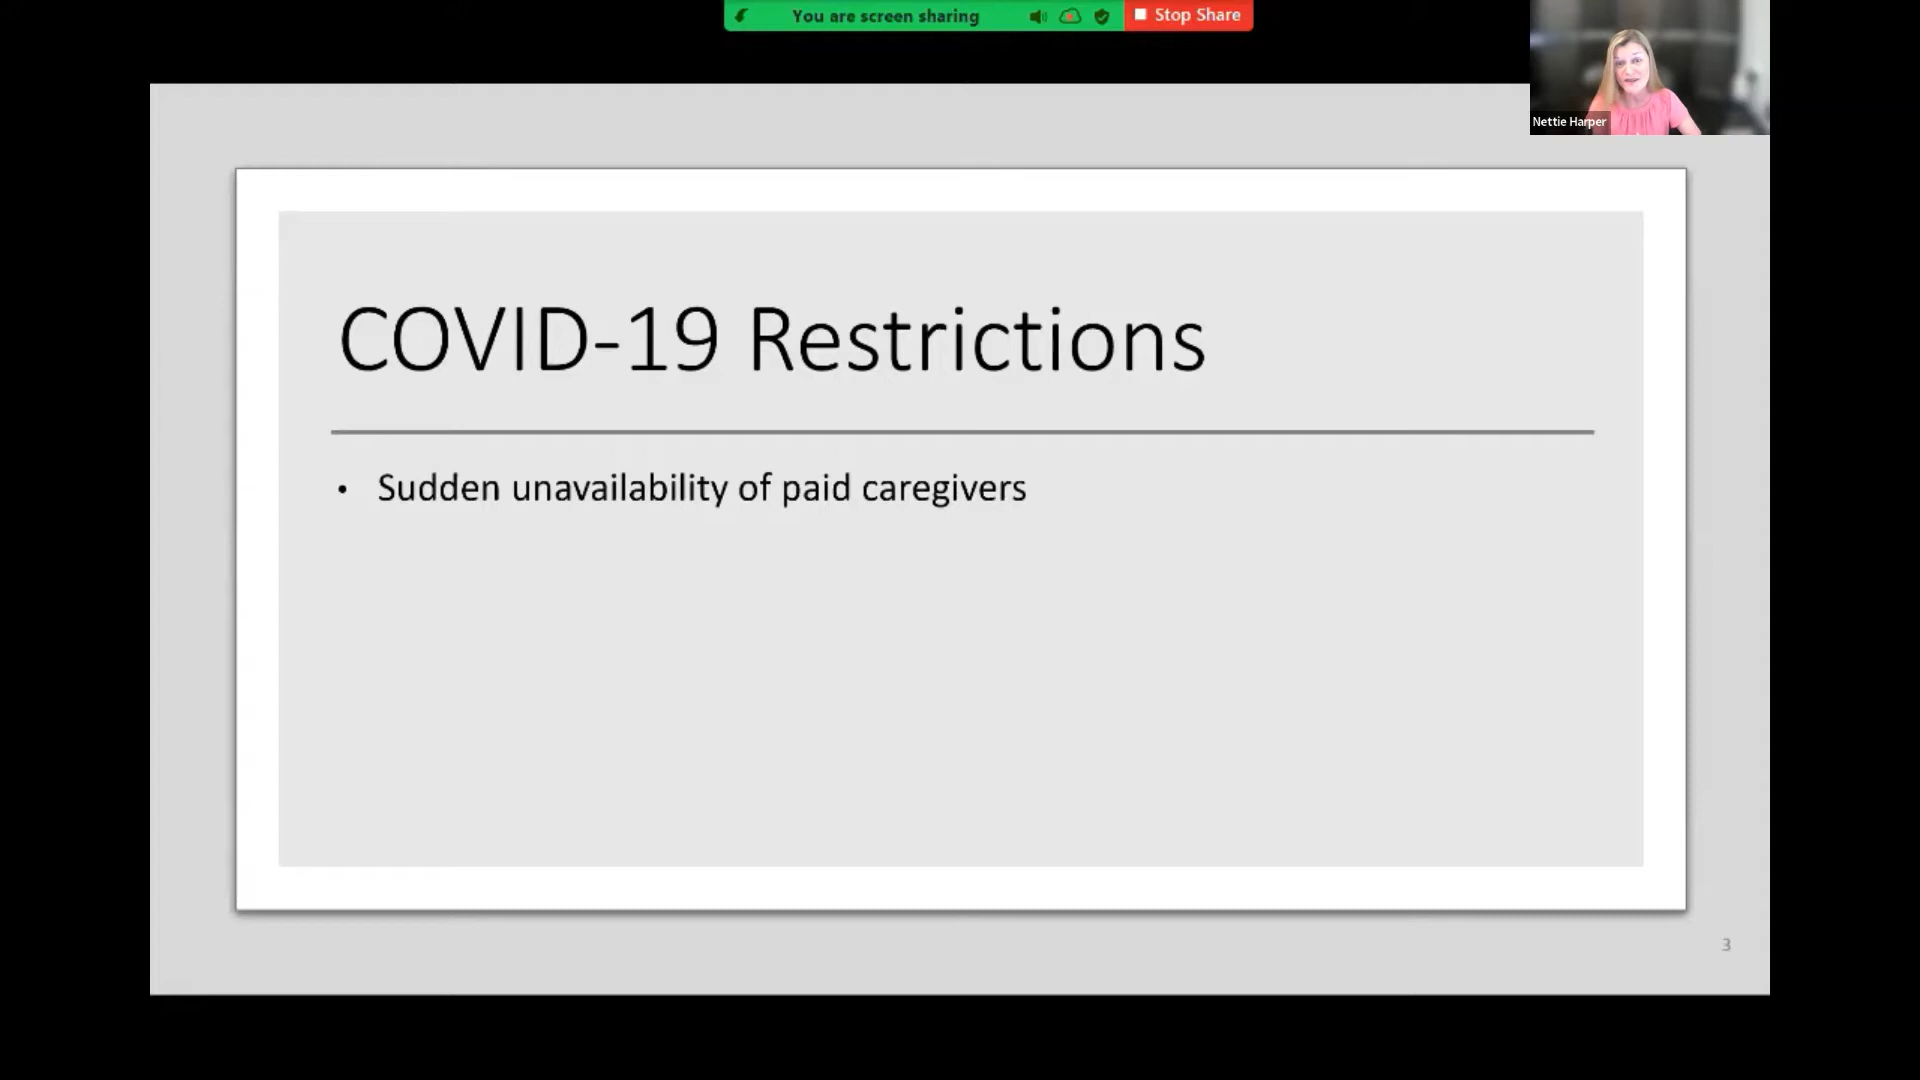 You are screen sharing
Stop Share
Nettie Harper
COVID-19 Restrictions
• Sudden unavailability of paid caregivers
3